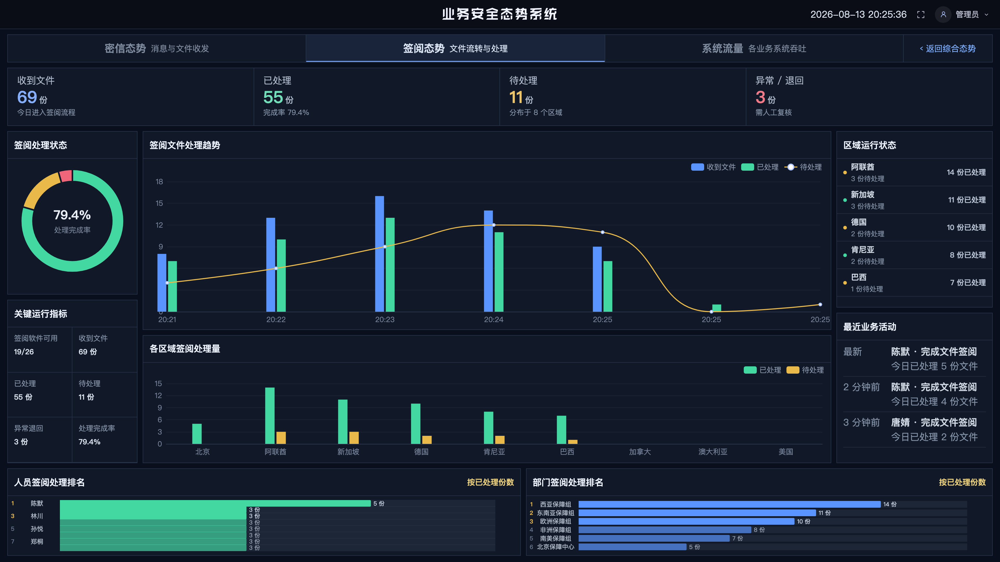 业务安全态势系统
2026-08-13 20:25:36
管理员
密信态势 消息与文件收发
签阅态势 文件流转与处理
系统流量 各业务系统吞吐
< 返回综合态势
收到文件
69 份
今日进入签阅流程
已处理
55 份
完成率 79.4%
待处理
11 份
分布于 8 个区域
异常 / 退回
3 份
需人工复核
签阅处理状态
79.4%
处理完成率
关键运行指标
签阅软件可用
19/26
收到文件
69 份
已处理
55 份
待处理
11 份
异常退回
3 份
处理完成率
79.4%
签阅文件处理趋势
收到文件 已处理 待处理
18
15
12
9
0
20:21 20:22 20:23 20:24 20:25 20:25 20:25
各区域签阅处理量
已处理 待处理
15
12
9
6
3
0
北京 阿联酋 新加坡 德国 肯尼亚 巴西 加拿大 澳大利亚 美国
区域运行状态
阿联酋
3 份待处理
14 份已处理
新加坡
3 份待处理
11 份已处理
德国
2 份待处理
10 份已处理
肯尼亚
2 份待处理
8 份已处理
巴西
1 份待处理
7 份已处理
最近业务活动
最新 陈默 · 完成文件签阅
今日已处理 5 份文件
2 分钟前 陈默 · 完成文件签阅
今日已处理 4 份文件
3 分钟前 唐婧 · 完成文件签阅
今日已处理 2 份文件
人员签阅处理排名
按已处理份数
1 陈默 5 份
3 份
3 林川 3 份
3 份
5 孙悦 3 份
3 份
7 郑桐 3 份
3 份
部门签阅处理排名
按已处理份数
1 西亚保障组 14 份
2 东南亚保障组 11 份
3 欧洲保障组 10 份
4 非洲保障组 8 份
5 南美保障组 7 份
6 北京保障中心 5 份